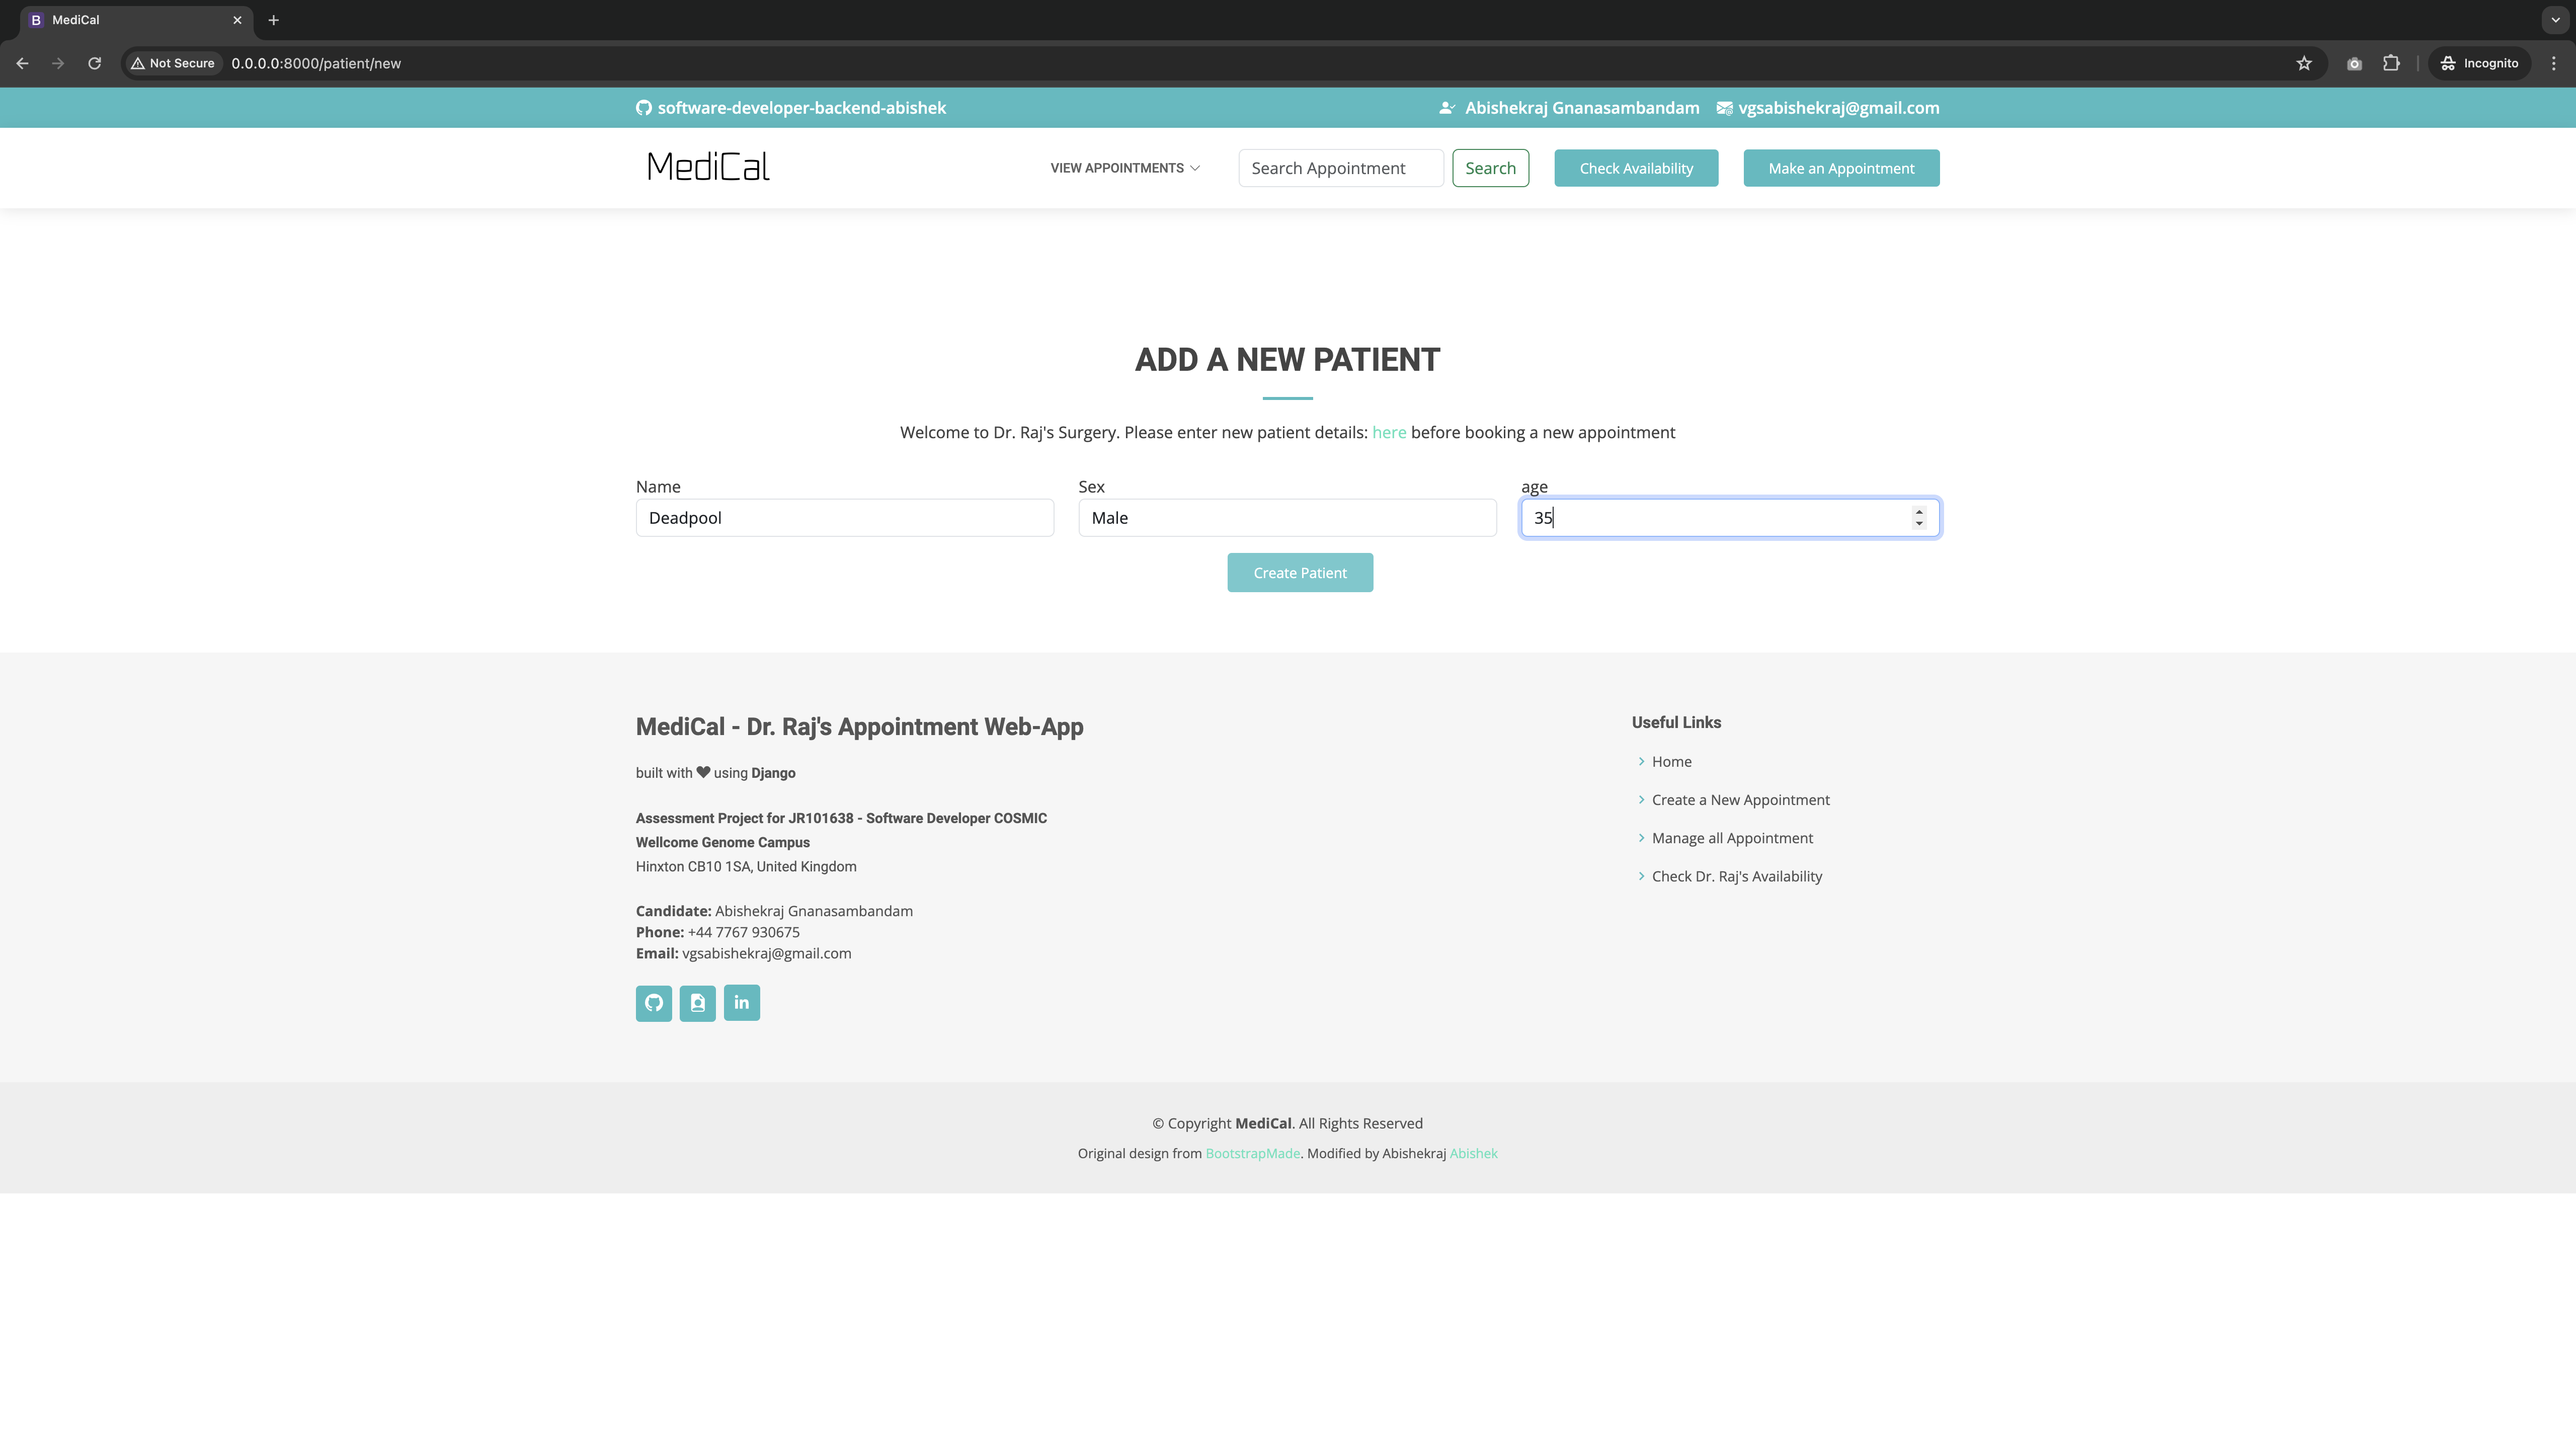 MediCal
Not Secure 0.0.0.0:8000/patient/new Incognito
software-developer-backend-abishek Abishekraj Gnanasambandam vgsabishekraj@gmail.com
MediCal VIEW APPOINTMENTS Search Appointment Search Check Availability Make an Appointment
ADD A NEW PATIENT
Welcome to Dr. Raj's Surgery. Please enter new patient details: here before booking a new appointment
Name Sex age
Deadpool Male 35
Create Patient
MediCal - Dr. Raj's Appointment Web-App
built with using Django
Assessment Project for JR101638 - Software Developer COSMIC
Wellcome Genome Campus
Hinxton CB10 1SA, United Kingdom
Candidate: Abishekraj Gnanasambandam
Phone: +44 7767 930675
Email: vgsabishekraj@gmail.com
Useful Links
Home
Create a New Appointment
Manage all Appointment
Check Dr. Raj's Availability
© Copyright MediCal. All Rights Reserved
Original design from BootstrapMade. Modified by Abishekraj Abishek